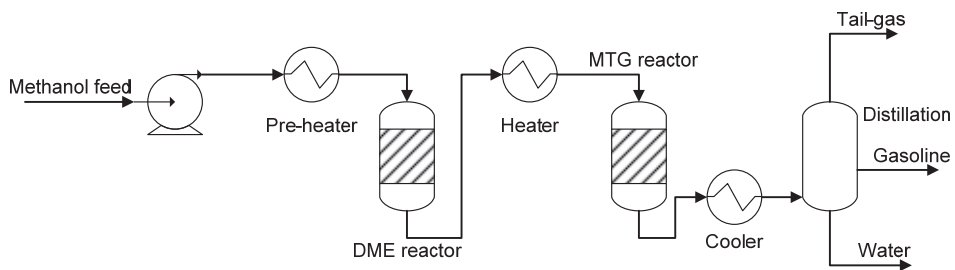 Tail-gas
MTG reactor
Methanol feed
Distillation
Pre-heater
Heater
Gasoline
DME reactor
Cooler
Water